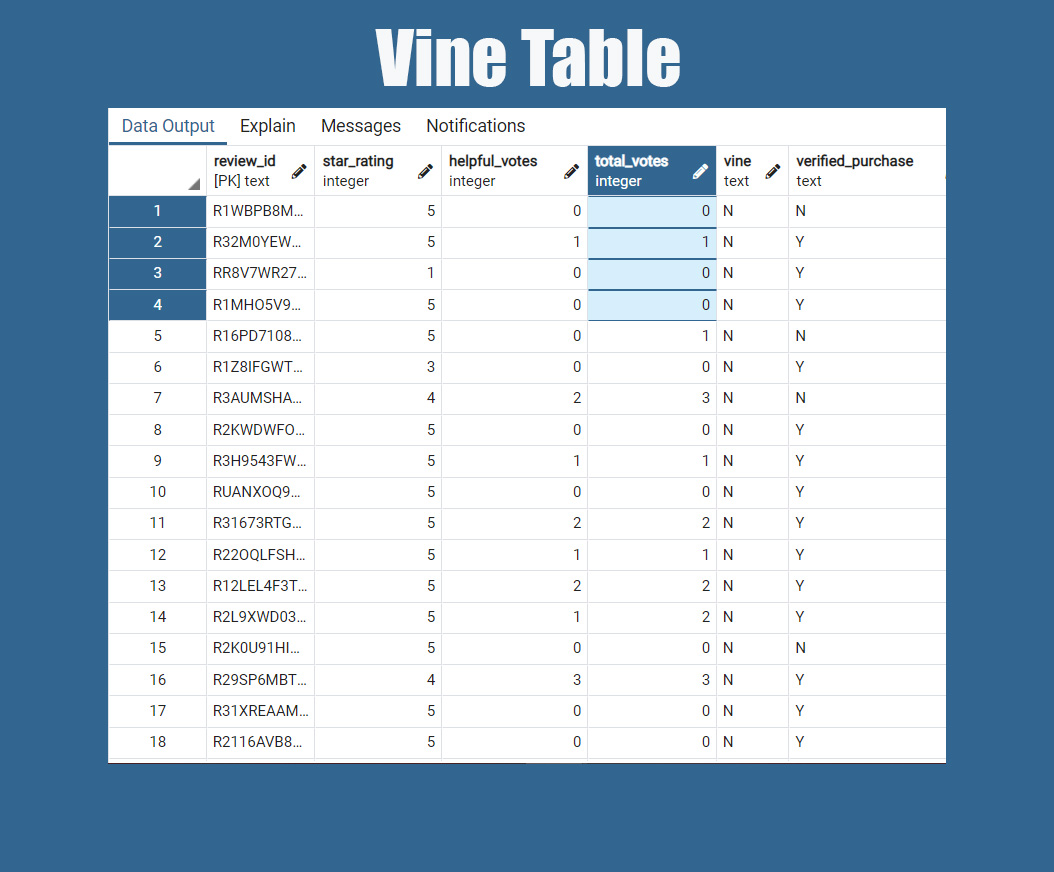 Vine Table
Data Output Explain Messages Notifications
review_id star_rating helpful_votes total_votes vine verified_purchase
[PK] text integer integer integer text text
1 R1WBPB8M... 5 0 0 N N
2 R32M0YEW... 5 1 1 N Y
3 RR8V7WR27... 1 0 0 N Y
4 R1MHO5V9... 5 0 0 N Y
5 R16PD7108... 5 0 1 N N
6 R1Z8IFGWT... 3 0 0 N Y
7 R3AUMSHA... 4 2 3 N N
8 R2KWDWFO... 5 0 0 N Y
9 R3H9543FW... 5 1 1 N Y
10 RUANXOQ9... 5 0 0 N Y
11 R31673RTG... 5 2 2 N Y
12 R22OQLFSH... 5 1 1 N Y
13 R12LEL4F3T... 5 2 2 N Y
14 R2L9XWD03... 5 1 2 N Y
15 R2K0U91HI... 5 0 0 N N
16 R29SP6MBT... 4 3 3 N Y
17 R31XREAAM... 5 0 0 N Y
18 R2116AVB8... 5 0 0 N Y